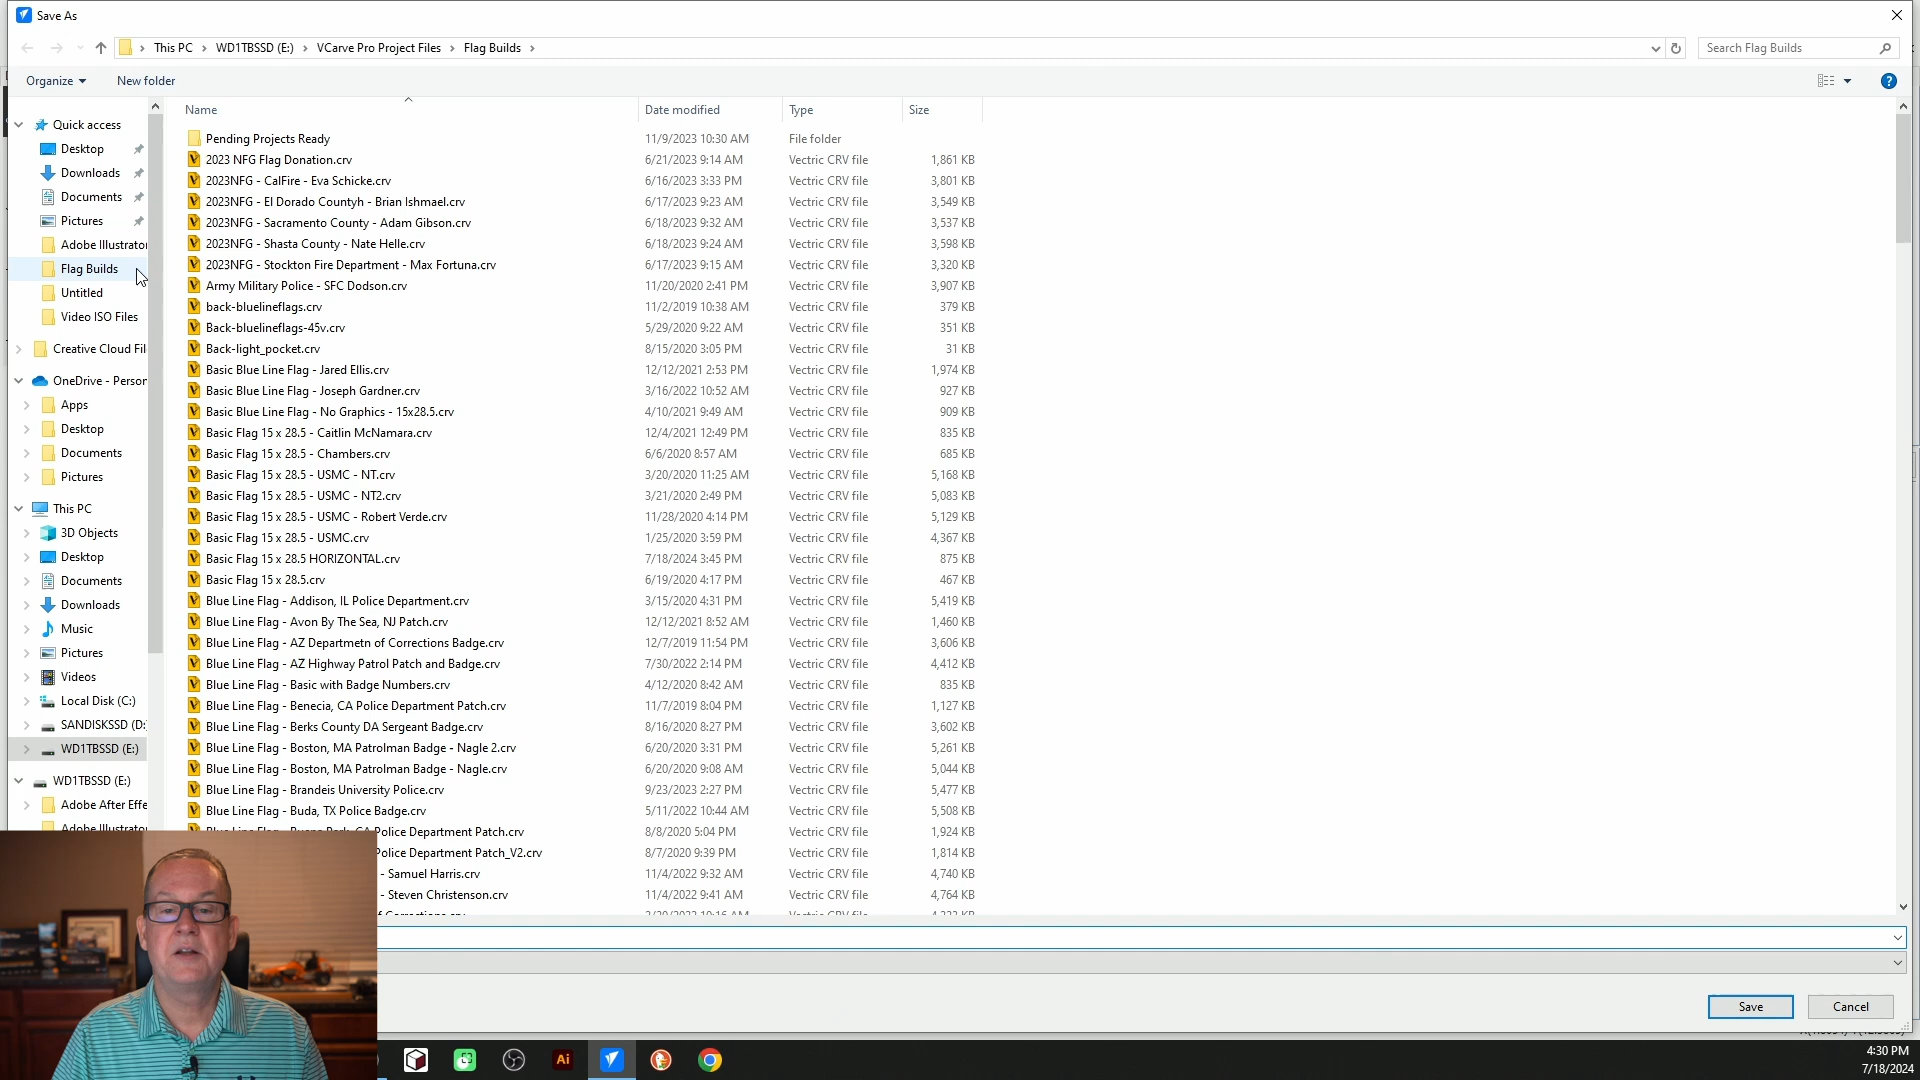 Save As
This PC > WD1TBSSD (E:) > VCarve Pro Project Files > Flag Builds >
Search Flag Builds
Organize
New folder
Name
Date modified
Type
Size
Quick access
Desktop
Downloads
Documents
Pictures
Adobe Illustrator
Flag Builds
Untitled
Video ISO Files
Creative Cloud Fil
OneDrive - Person
Apps
Desktop
Documents
Pictures
This PC
3D Objects
Desktop
Documents
Downloads
Music
Pictures
Videos
Local Disk (C:)
SANDISKSSD (D:
WD1TBSSD (E:)
WD1TBSSD (E:)
Adobe After Effe
Adobe Illustrator
Pending Projects Ready 11/9/2023 10:30 AM File folder
2023 NFG Flag Donation.crv 6/21/2023 9:14 AM Vectric CRV file 1,861 KB
2023NFG - CalFire - Eva Schicke.crv 6/16/2023 3:33 PM Vectric CRV file 3,801 KB
2023NFG - El Dorado Countyh - Brian Ishmael.crv 6/17/2023 9:23 AM Vectric CRV file 3,549 KB
2023NFG - Sacramento County - Adam Gibson.crv 6/18/2023 9:32 AM Vectric CRV file 3,537 KB
2023NFG - Shasta County - Nate Helle.crv 6/18/2023 9:24 AM Vectric CRV file 3,598 KB
2023NFG - Stockton Fire Department - Max Fortuna.crv 6/17/2023 9:15 AM Vectric CRV file 3,320 KB
Army Military Police - SFC Dodson.crv 11/20/2020 2:41 PM Vectric CRV file 3,907 KB
back-bluelineflags.crv 11/2/2019 10:38 AM Vectric CRV file 379 KB
Back-bluelineflags-45v.crv 5/29/2020 9:22 AM Vectric CRV file 351 KB
Back-light_pocket.crv 8/15/2020 3:05 PM Vectric CRV file 31 KB
Basic Blue Line Flag - Jared Ellis.crv 12/12/2021 2:53 PM Vectric CRV file 1,974 KB
Basic Blue Line Flag - Joseph Gardner.crv 3/16/2022 10:52 AM Vectric CRV file 927 KB
Basic Blue Line Flag - No Graphics - 15x28.5.crv 4/10/2021 9:49 AM Vectric CRV file 909 KB
Basic Flag 15 x 28.5 - Caitlin McNamara.crv 12/4/2021 12:49 PM Vectric CRV file 835 KB
Basic Flag 15 x 28.5 - Chambers.crv 6/6/2020 8:57 AM Vectric CRV file 685 KB
Basic Flag 15 x 28.5 - USMC - NT.crv 3/20/2020 11:25 AM Vectric CRV file 5,168 KB
Basic Flag 15 x 28.5 - USMC - NT2.crv 3/21/2020 2:49 PM Vectric CRV file 5,083 KB
Basic Flag 15 x 28.5 - USMC - Robert Verde.crv 11/28/2020 4:14 PM Vectric CRV file 5,129 KB
Basic Flag 15 x 28.5 - USMC.crv 1/25/2020 3:59 PM Vectric CRV file 4,367 KB
Basic Flag 15 x 28.5 HORIZONTAL.crv 7/18/2024 3:45 PM Vectric CRV file 875 KB
Basic Flag 15 x 28.5.crv 6/19/2020 4:17 PM Vectric CRV file 467 KB
Blue Line Flag - Addison, IL Police Department.crv 3/15/2020 4:31 PM Vectric CRV file 5,419 KB
Blue Line Flag - Avon By The Sea, NJ Patch.crv 12/12/2021 8:52 AM Vectric CRV file 1,460 KB
Blue Line Flag - AZ Departmetn of Corrections Badge.crv 12/7/2019 11:54 PM Vectric CRV file 3,606 KB
Blue Line Flag - AZ Highway Patrol Patch and Badge.crv 7/30/2022 2:14 PM Vectric CRV file 4,412 KB
Blue Line Flag - Basic with Badge Numbers.crv 4/12/2020 8:42 AM Vectric CRV file 835 KB
Blue Line Flag - Benecia, CA Police Department Patch.crv 11/7/2019 8:04 PM Vectric CRV file 1,127 KB
Blue Line Flag - Berks County DA Sergeant Badge.crv 8/16/2020 8:27 PM Vectric CRV file 3,602 KB
Blue Line Flag - Boston, MA Patrolman Badge - Nagle 2.crv 6/20/2020 3:31 PM Vectric CRV file 5,261 KB
Blue Line Flag - Boston, MA Patrolman Badge - Nagle.crv 6/20/2020 9:08 AM Vectric CRV file 5,044 KB
Blue Line Flag - Brandeis University Police.crv 9/23/2023 2:27 PM Vectric CRV file 5,477 KB
Blue Line Flag - Buda, TX Police Badge.crv 5/11/2022 10:44 AM Vectric CRV file 5,508 KB
Police Department Patch.crv 8/8/2020 5:04 PM Vectric CRV file 1,924 KB
Police Department Patch_V2.crv 8/7/2020 9:39 PM Vectric CRV file 1,814 KB
- Samuel Harris.crv 11/4/2022 9:32 AM Vectric CRV file 4,740 KB
- Steven Christenson.crv 11/4/2022 9:41 AM Vectric CRV file 4,764 KB
Save
Cancel
Ai
4:30 PM
7/18/2024